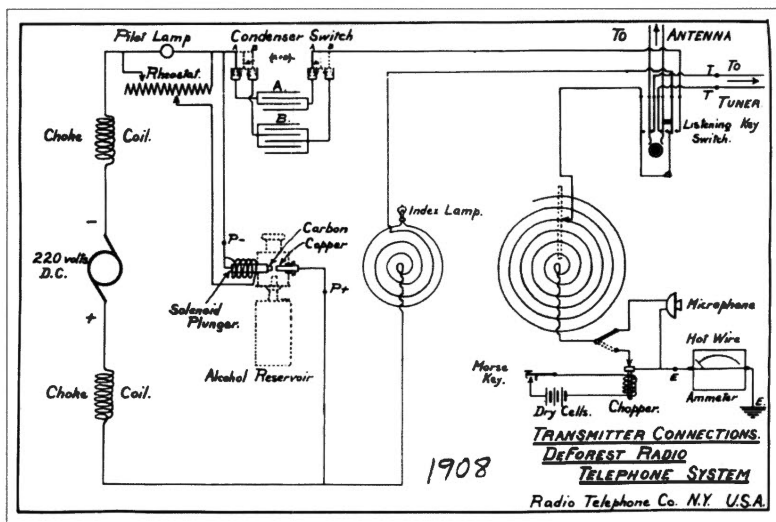 Pilot Lamp
Condenser Switch
To Antenna
A B
A B
Rheostat.
A.
B.
T To
T Tuner
Listening Key
Switch.
Choke Coil.
Index Lamp.
-
P-
Carbon
Copper
220 volts
D.C.
P+
Solenoid
Plunger.
+
Microphone
Hot Wire
Alcohol Reservoir
Morse
Key.
E
Choke Coil.
Dry Cells.
Chopper.
Ammeter
E.
Transmitter Connections.
DeForest Radio
Telephone System
1908
Radio Telephone Co. N.Y. U.S.A.